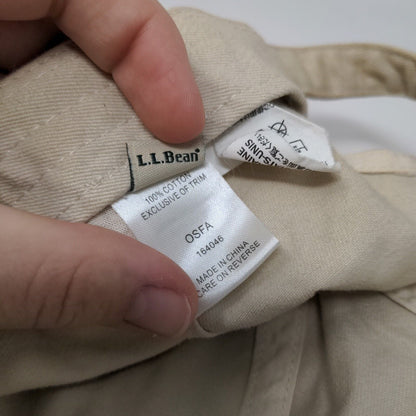 L.L.Bean®
100% COTTON
EXCLUSIVE OF TRIM
OSFA
164046
MADE IN CHINA
CARE ON REVERSE